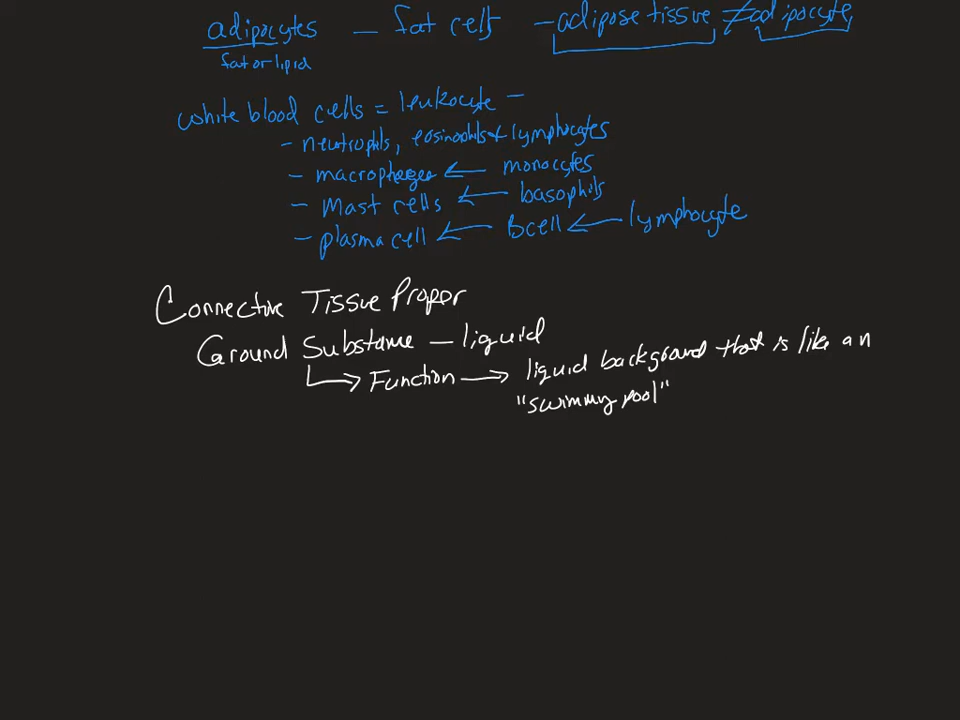 adipocytes — fat cells — adipose tissue ≠ adipocyte
fat or lipid
white blood cells = leukocyte —
- neutrophils, eosinophils + lymphocytes
- macrophages ← monocytes
- Mast cells ← basophils
- plasma cell ← B cell ← lymphocyte
Connective Tissue Proper
Ground Substance — liquid
↳ Function → liquid background that is like an
"swimmy pool"